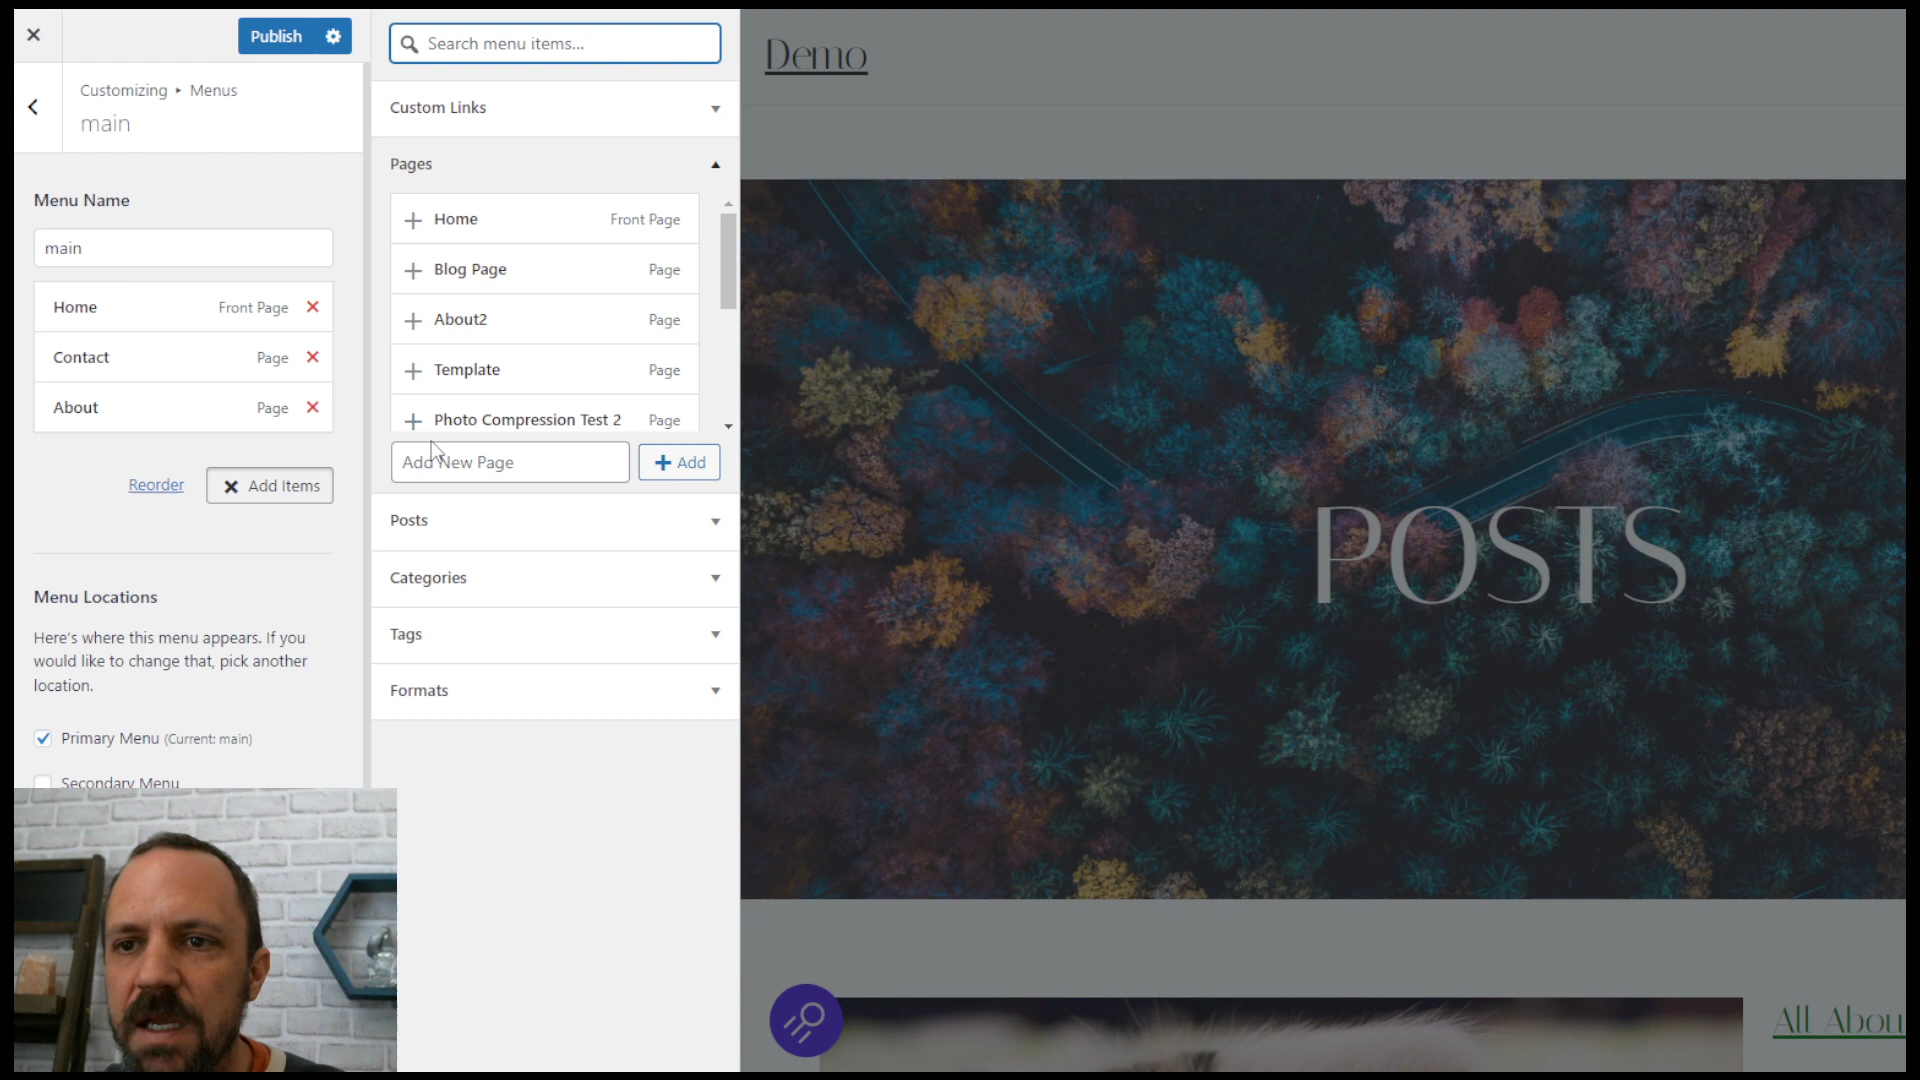 Publish
Customizing ▸ Menus
main
Menu Name
main
Home Front Page
Contact Page
About Page
Reorder
Add Items
Menu Locations
Here's where this menu appears. If you
would like to change that, pick another
location.
Primary Menu (Current: main)
Secondary Menu
Search menu items...
Custom Links
Pages
Home Front Page
Blog Page Page
About2 Page
Template Page
Photo Compression Test 2 Page
Add New Page
Add
Posts
Categories
Tags
Formats
Demo
POSTS
All Abou